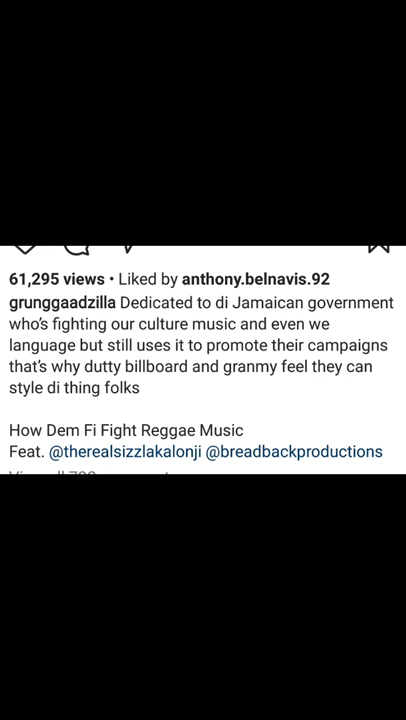 61,295 views • Liked by anthony.belnavis.92
grunggaadzilla Dedicated to di Jamaican government
who's fighting our culture music and even we
language but still uses it to promote their campaigns
that's why dutty billboard and granmy feel they can
style di thing folks
How Dem Fi Fight Reggae Music
Feat. @therealsizzlakalonji @breadbackproductions